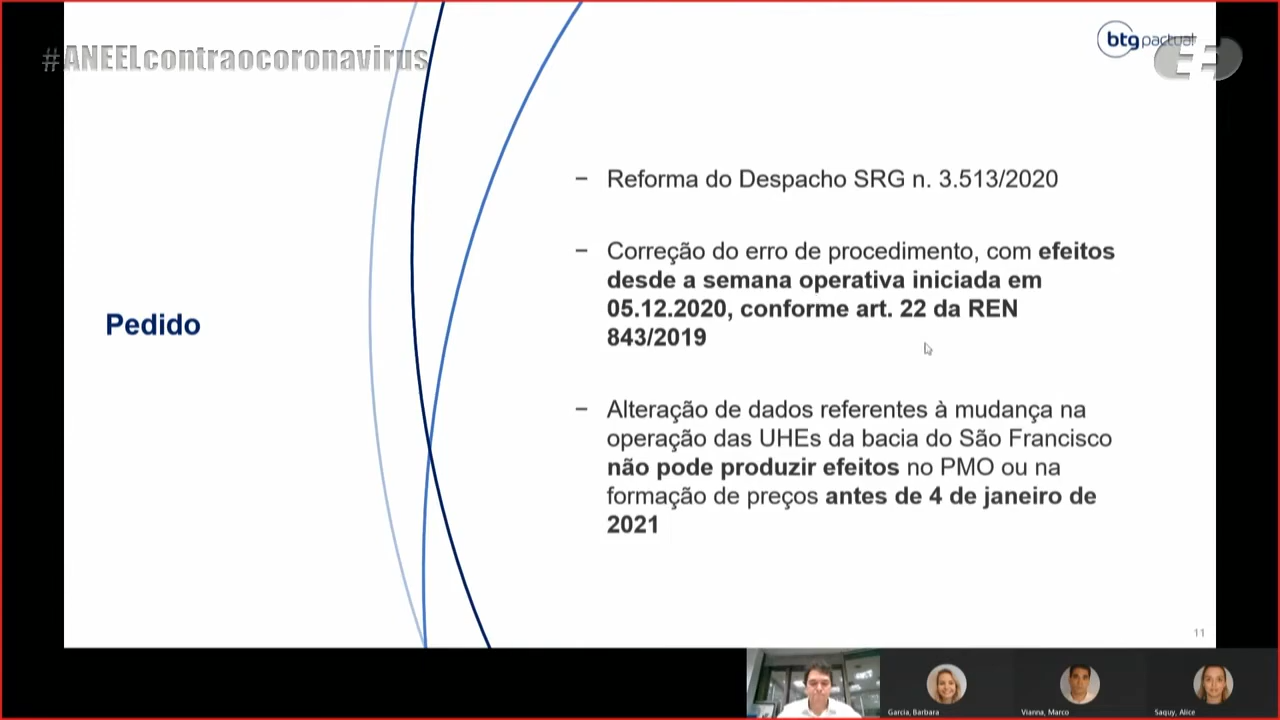 #ANEELcontraocoronavirus
btg pactual
Pedido
− Reforma do Despacho SRG n. 3.513/2020
− Correção do erro de procedimento, com efeitos
desde a semana operativa iniciada em
05.12.2020, conforme art. 22 da REN
843/2019
− Alteração de dados referentes à mudança na
operação das UHEs da bacia do São Francisco
não pode produzir efeitos no PMO ou na
formação de preços antes de 4 de janeiro de
2021
11
Garcia, Barbara
Vianna, Marco
Saquy, Alice